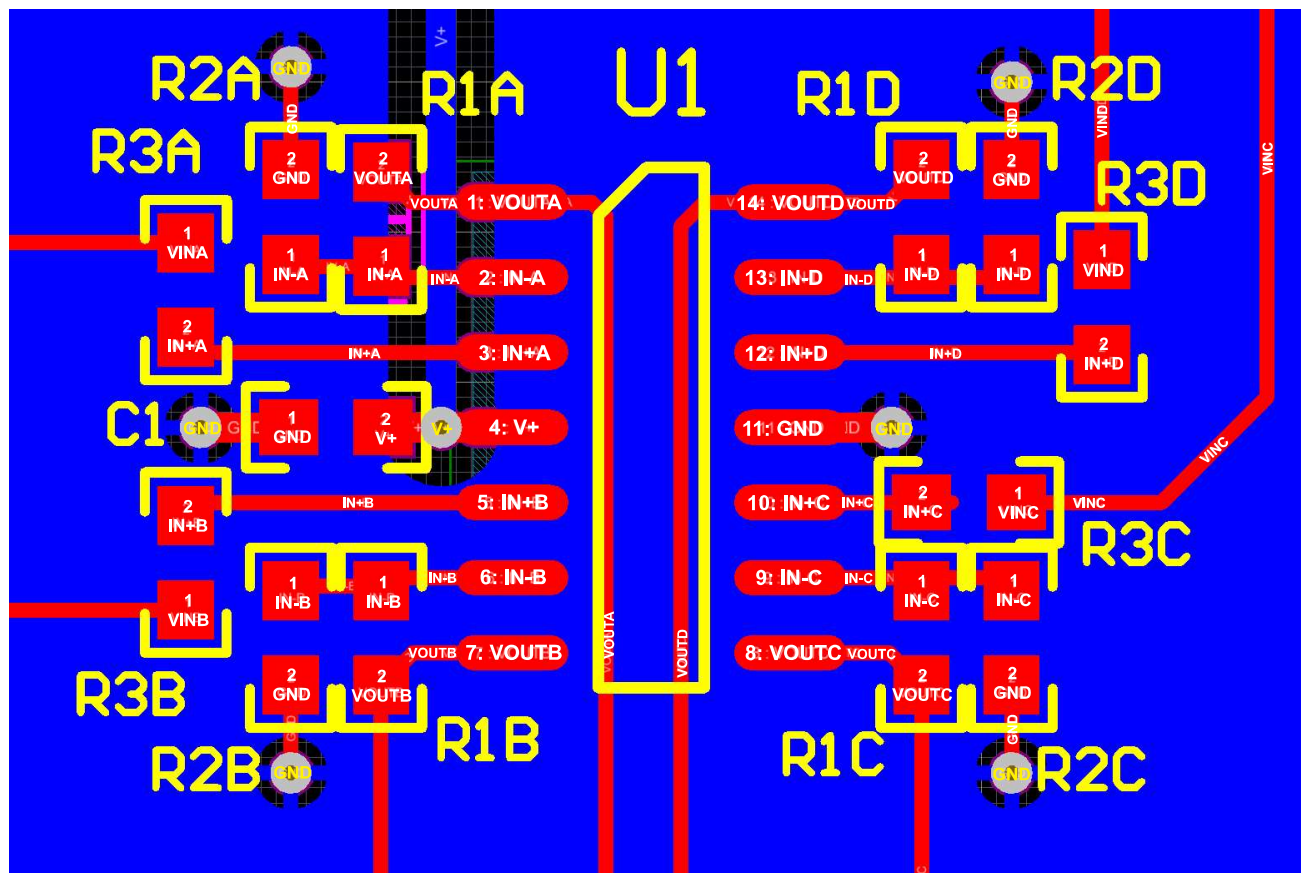 V+
R2A
GND
R1A
U1
R1D
GND
R2D
GND
GND
VIND
VINC
R3A
2
GND
2
VOUTA
2
VOUTD
2
GND
R3D
VOUTA
1: VOUTA
14: VOUTD
VOUTD
1
VINA
1
IN-A
1
IN-A
IN-A
2: IN-A
13: IN-D
IN-D
1
IN-D
1
IN-D
1
VIND
2
IN+A
IN+A
3: IN+A
12: IN+D
IN+D
2
IN+D
C1
GND
GND
1
GND
2
V+
V+
4: V+
11: GND
GND
VINC
2
IN+B
IN+B
5: IN+B
10: IN+C
IN+C
2
IN+C
1
VINC
VINC
R3C
1
VINB
1
IN-B
1
IN-B
IN-B
6: IN-B
9: IN-C
IN-C
1
IN-C
1
IN-C
VOUTB
7: VOUTB
VOUTA
VOUTD
8: VOUTC
VOUTC
R3B
2
GND
2
VOUTB
2
VOUTC
2
GND
GND
GND
R2B
GND
R1B
R1C
GND
R2C